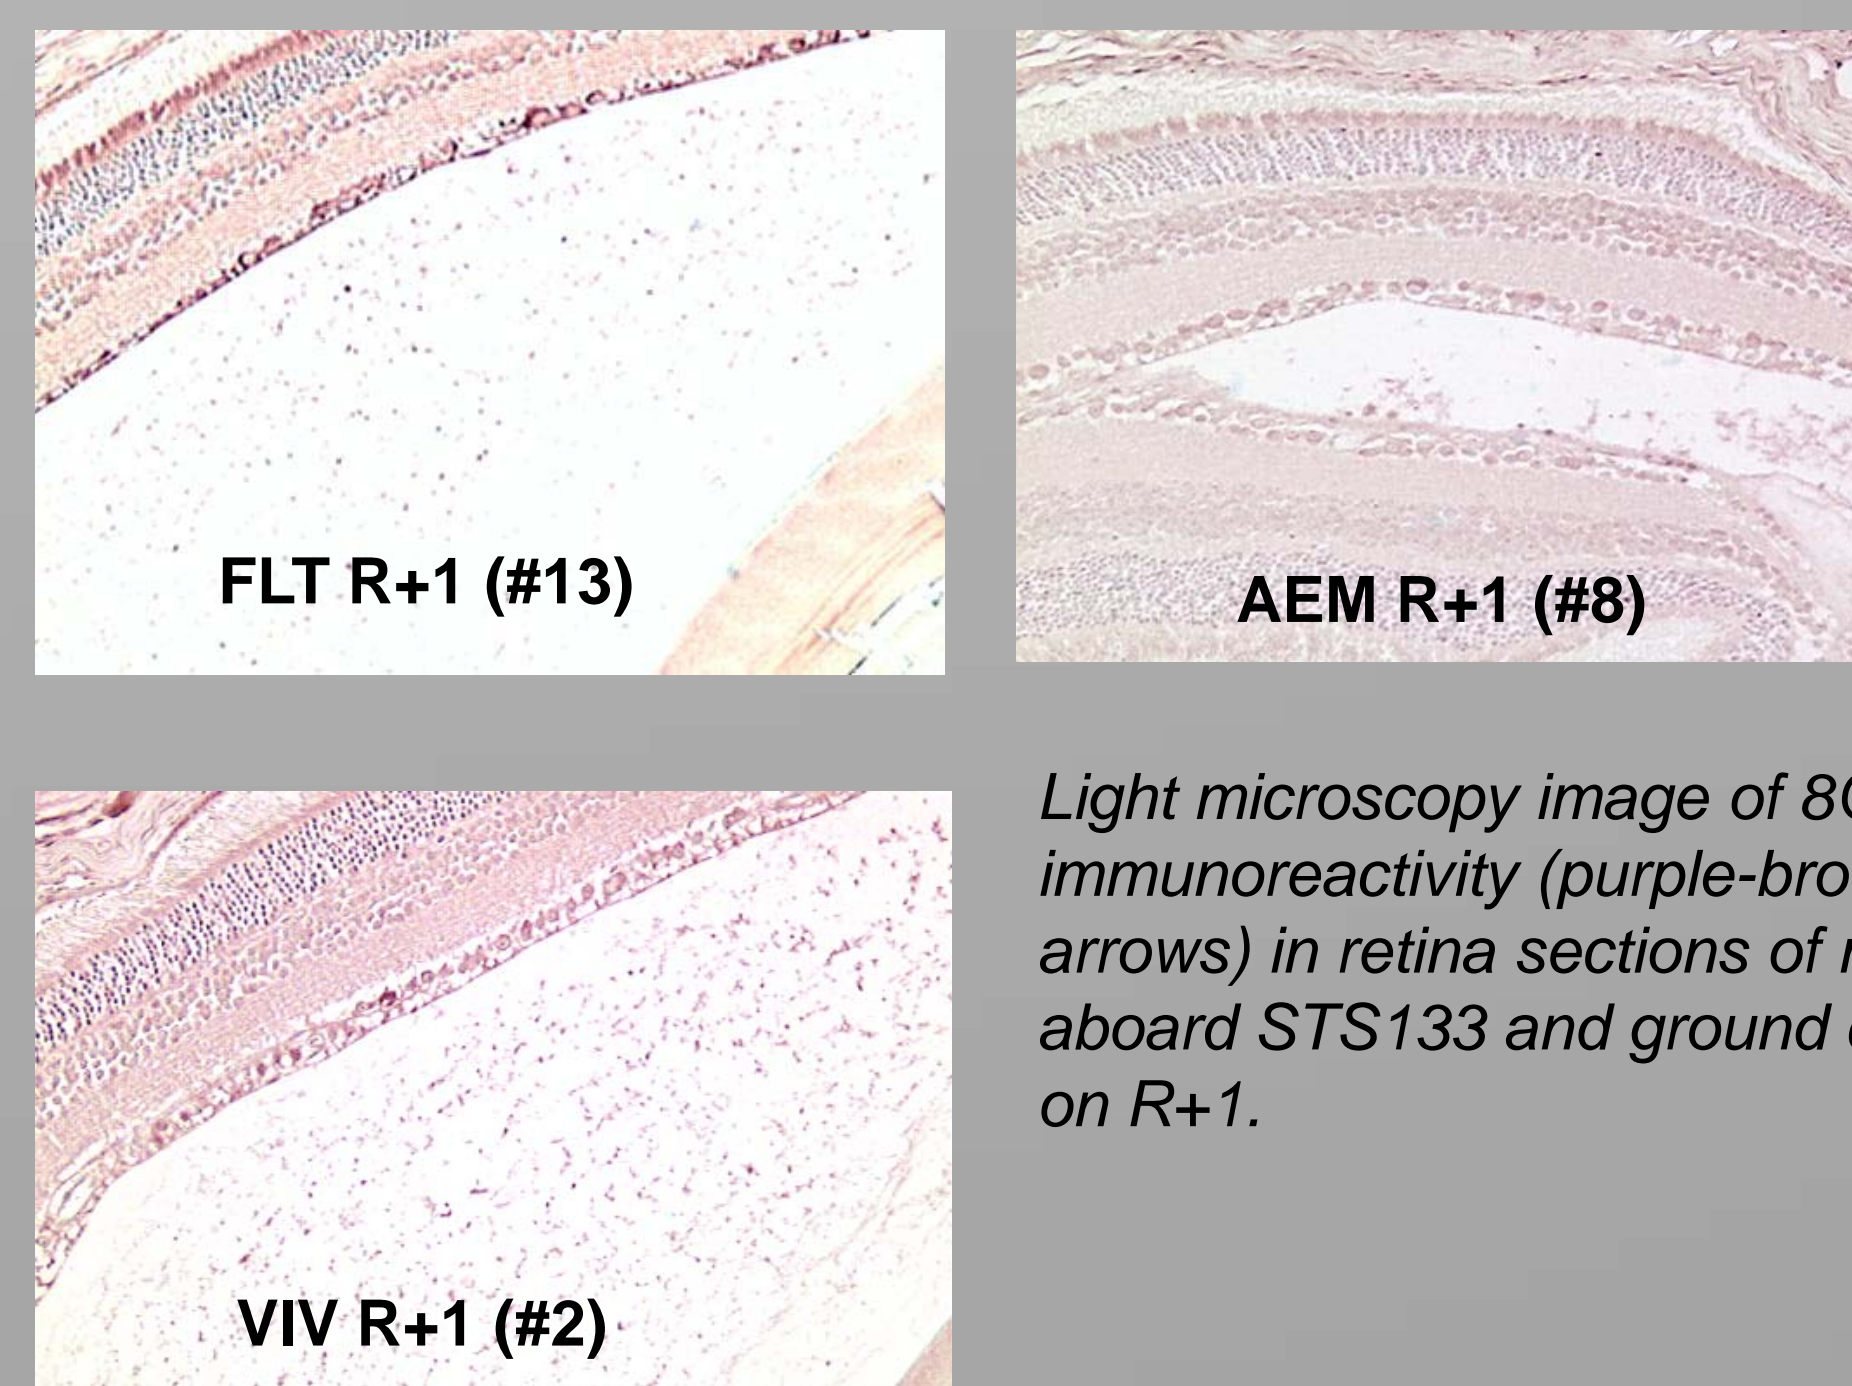 FLT R+1 (#13)
AEM R+1 (#8)
Light microscopy image of
immunoreactivity
arrows) in retina sections of
aboard STS133 and ground
on R+1.
VIV R+1 (#2)